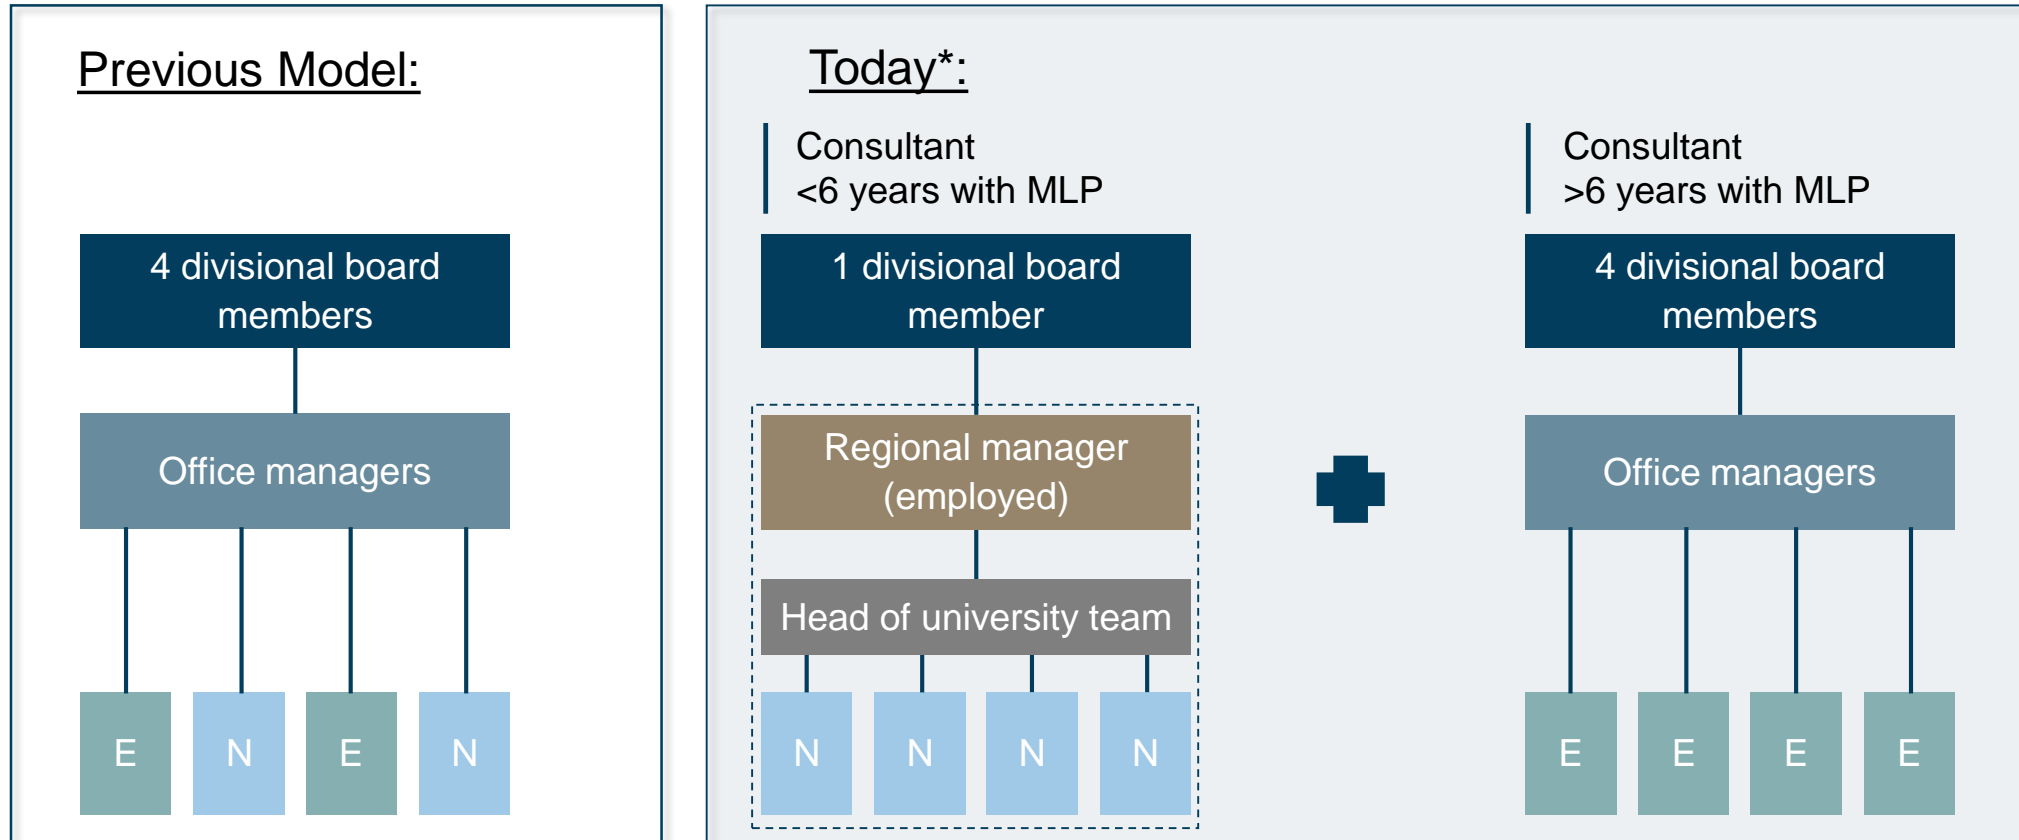 Previous Model:
4 divisional board
members
Office managers
E
N
E
N
Today*:
Consultant
<6 years with MLP
1 divisional board
member
Regional manager
(employed)
Head of university team
N
N
N
N
Consultant
>6 years with MLP
4 divisional board
members
Office managers
E
E
E
E